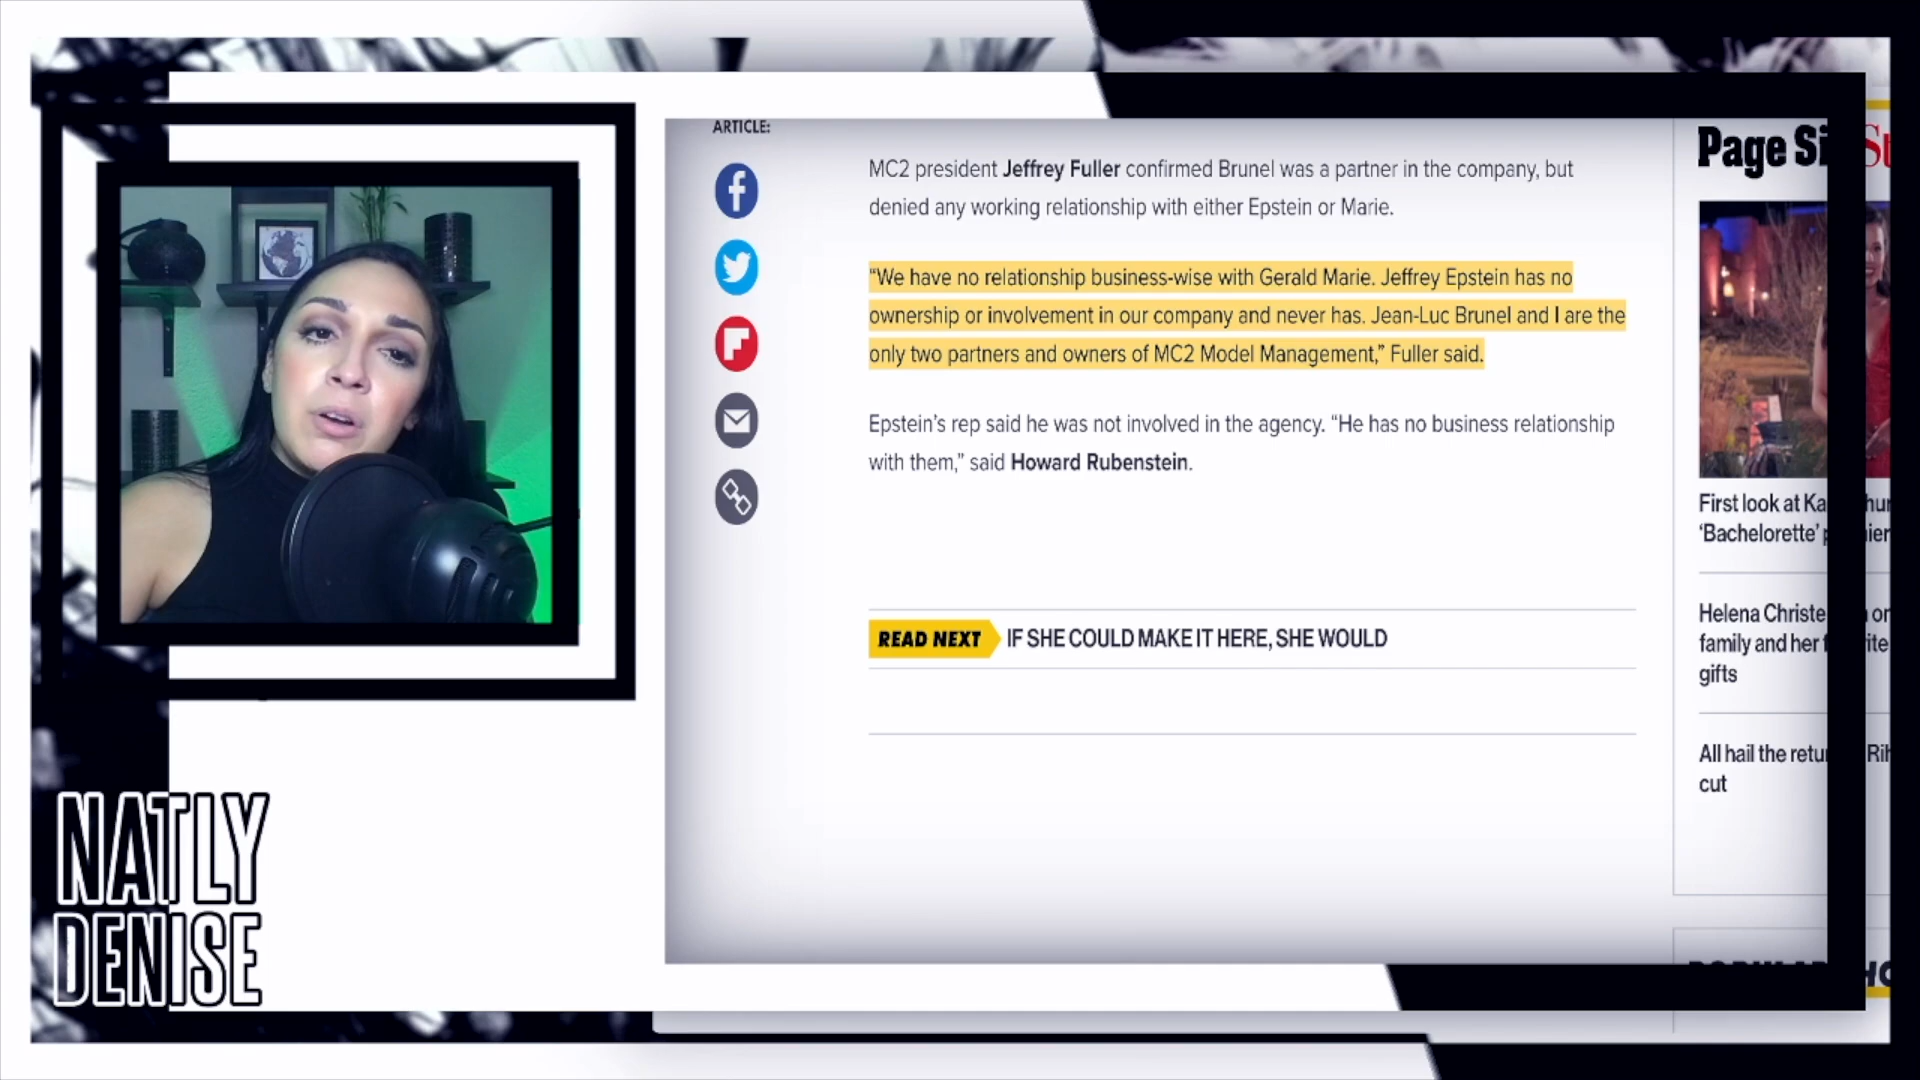 ARTICLE:
MC2 president Jeffrey Fuller confirmed Brunel was a partner in the company, but
denied any working relationship with either Epstein or Marie.
“We have no relationship business-wise with Gerald Marie. Jeffrey Epstein has no
ownership or involvement in our company and never has. Jean-Luc Brunel and I are the
only two partners and owners of MC2 Model Management,” Fuller said.
Epstein’s rep said he was not involved in the agency. “He has no business relationship
with them,” said Howard Rubenstein.
READ NEXT IF SHE COULD MAKE IT HERE, SHE WOULD
Page
First look at
‘Bachelorette’
Helena
family and her
gifts
All hail the
cut
NATLY
DENISE